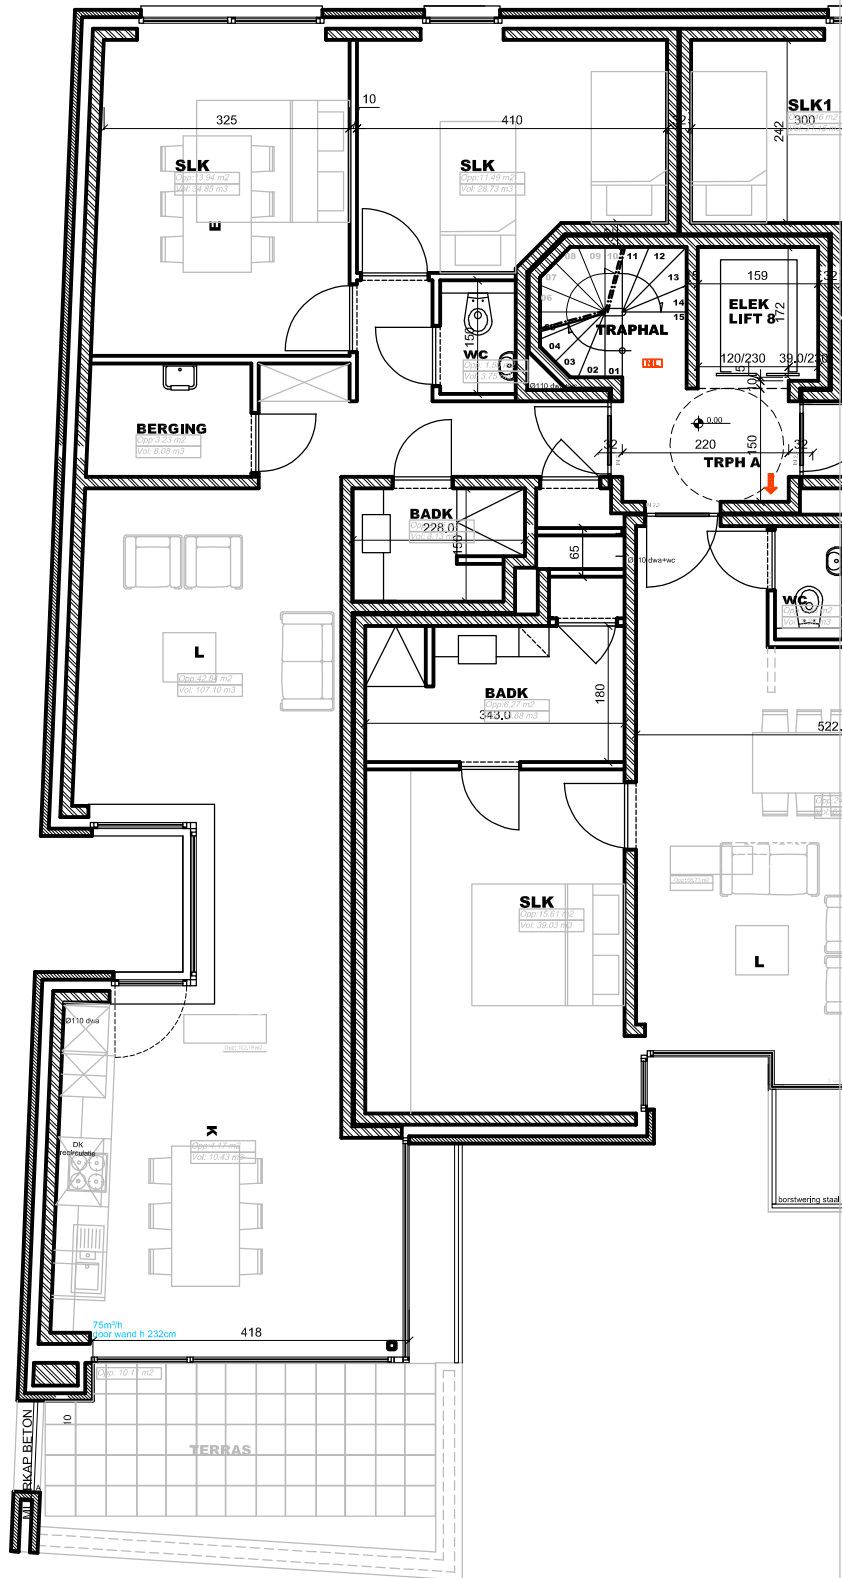 10
325
410
SLK1
300
242
SLK
Opp:13.94 m2
Vol: 34.85 m3
SLK
Opp:11.49 m2
Vol: 28.73 m3
E
08
09
10
11
12
07
13
06
14
15
04
03
02
01
TRAPHAL
NL
159
32
ELEK
LIFT 8
172
120/230
WC
150
BERGING
Opp:3.23 m2
Vol: 8.08 m3
0.00
32
220
32
150
TRPH A
BADK
228.0
150
65
Ø110 dwa+wc
WC
L
Opp:42.84 m2
Vol: 107.10 m3
BADK
Opp:6.27 m2
343.0
180
522.
SLK
Opp:15.61 m2
Vol: 39.03 m3
L
Ø110 dwa
K
Opp:4.17 m2
Vol: 10.43 m3
DK
recirculatie
borstwering staal
75m³/h
door wand h 232cm
418
Opp: 10.11 m2
10
TERRAS